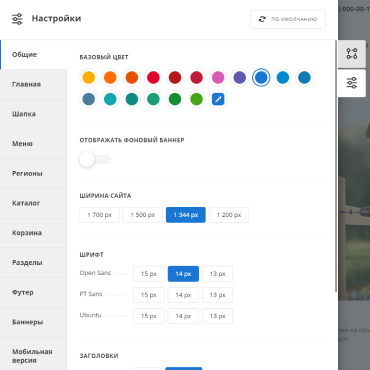 Настройки
ПО УМОЛЧАНИЮ
) 000-00-1
Общие
Главная
Шапка
Меню
Регионы
Каталог
Корзина
Разделы
Футер
Баннеры
Мобильная
версия
БАЗОВЫЙ ЦВЕТ
ОТОБРАЖАТЬ ФОНОВЫЙ БАННЕР
ШИРИНА САЙТА
1 700 px 1 500 px 1 344 px 1 200 px
ШРИФТ
Open Sans 15 px 14 px 13 px
PT Sans 15 px 14 px 13 px
Ubuntu 15 px 14 px 13 px
ЗАГОЛОВКИ